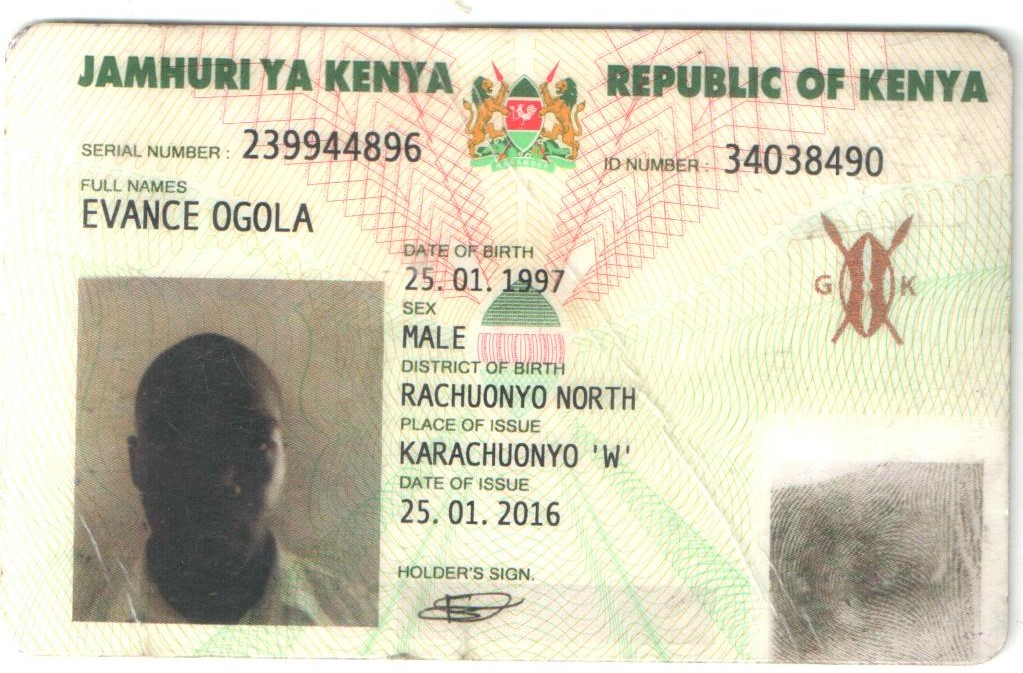 JAMHURI YA KENYA REPUBLIC OF KENYA
SERIAL NUMBER : 239944896 ID NUMBER : 34038490
FULL NAMES
EVANCE OGOLA
DATE OF BIRTH
25. 01. 1997
SEX
MALE
G K
DISTRICT OF BIRTH
RACHUONYO NORTH
PLACE OF ISSUE
KARACHUONYO 'W'
DATE OF ISSUE
25. 01. 2016
HOLDER'S SIGN.